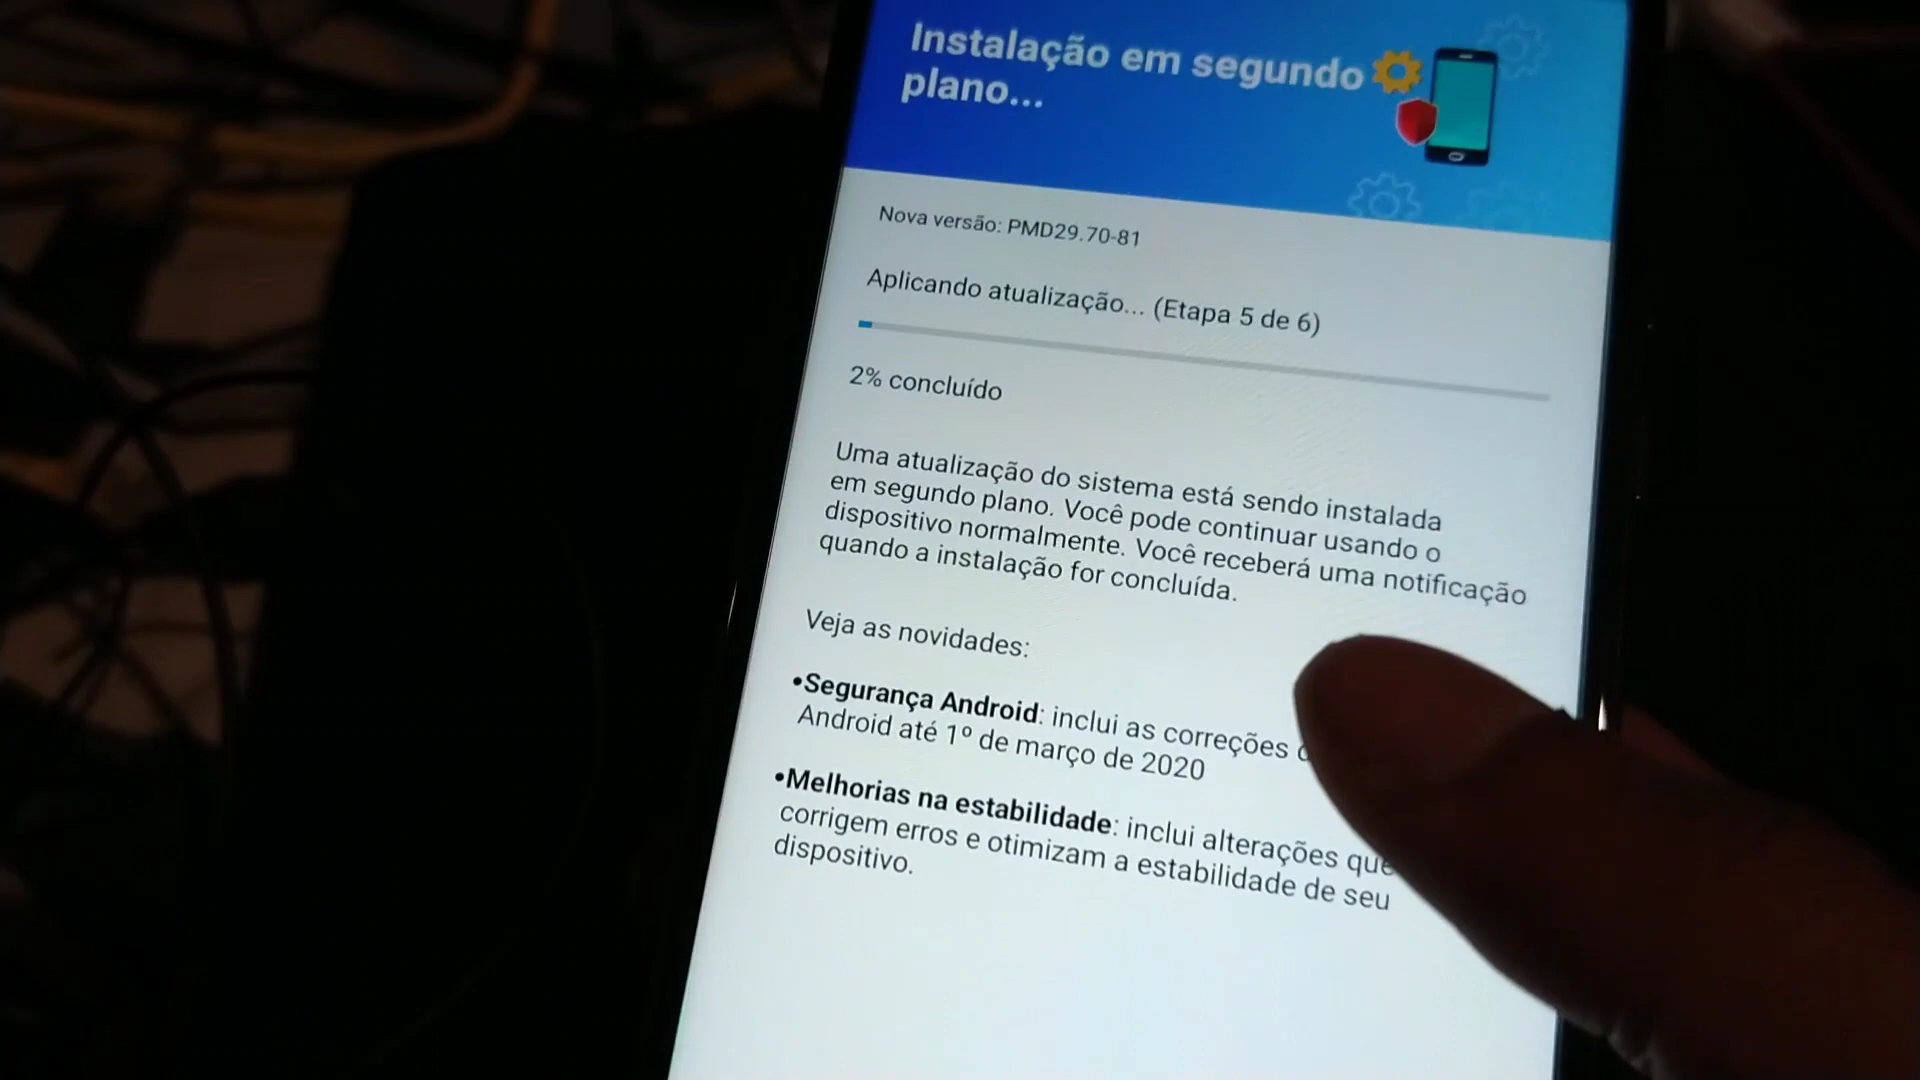 Instalação em segundo
plano...
Nova versão: PMD29.70-81
Aplicando atualização... (Etapa 5 de 6)
2% concluído
Uma atualização do sistema está sendo instalada
em segundo plano. Você pode continuar usando o
dispositivo normalmente. Você receberá uma notificação
quando a instalação for concluída.
Veja as novidades:
•Segurança Android: inclui as correções
Android até 1º de março de 2020
•Melhorias na estabilidade: inclui alterações que
corrigem erros e otimizam a estabilidade de seu
dispositivo.